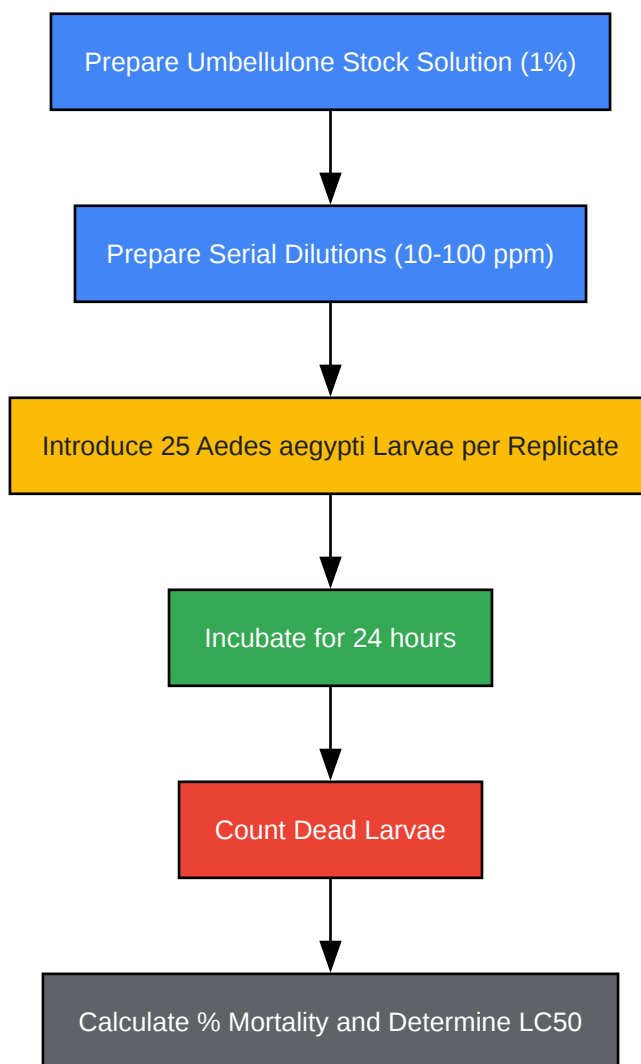 Prepare Umbellulone Stock Solution (1%)
Prepare Serial Dilutions (10-100 ppm)
Introduce 25 Aedes aegypti Larvae per Replicate
Incubate for 24 hours
Count Dead Larvae
Calculate % Mortality and Determine LC50